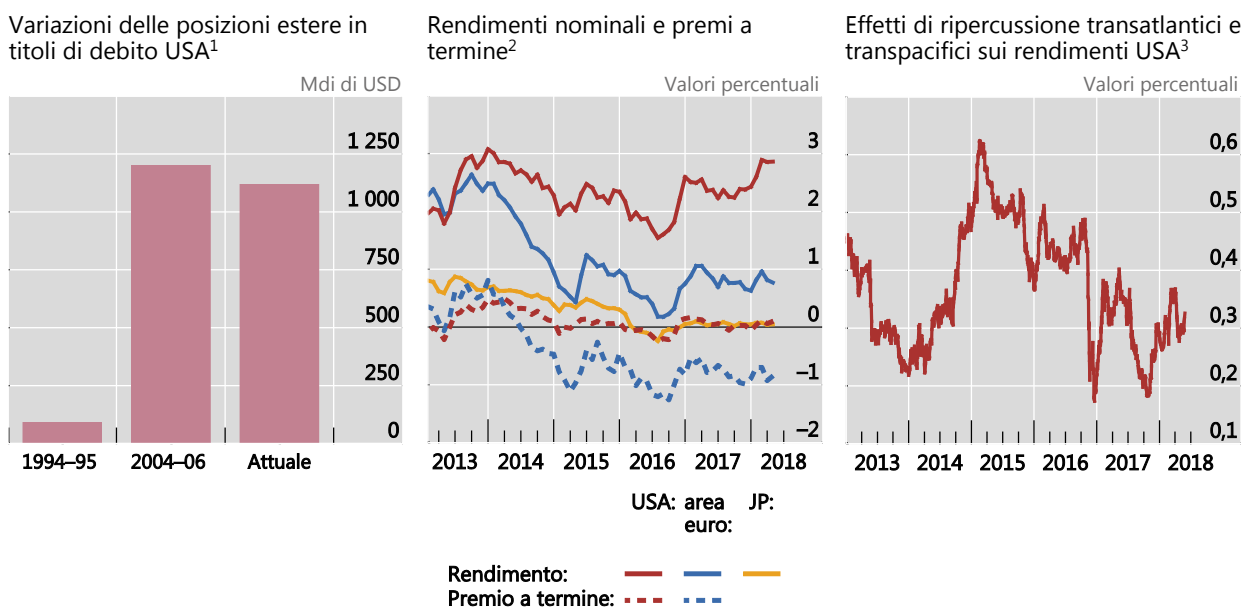 Variazioni delle posizioni estere in
titoli di debito USA¹
Mdi di USD
1 250
1 000
750
500
250
0
1994–95 2004–06 Attuale
Rendimenti nominali e premi a
termine²
Valori percentuali
3
2
1
0
–1
–2
2013 2014 2015 2016 2017 2018
USA: area JP:
euro:
Rendimento:
Premio a termine:
Effetti di ripercussione transatlantici e
transpacifici sui rendimenti USA³
Valori percentuali
0,6
0,5
0,4
0,3
0,2
0,1
2013 2014 2015 2016 2017 2018